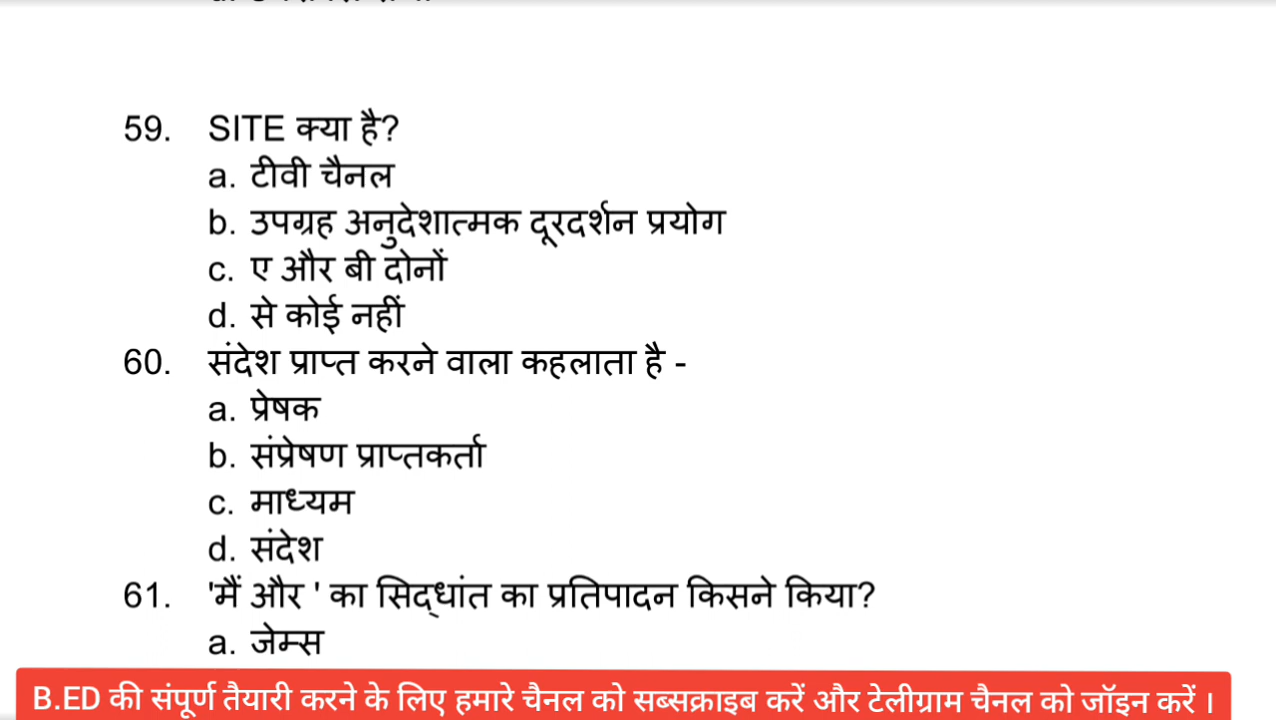 59. SITE क्या है?
a. टीवी चैनल
b. उपग्रह अनुदेशात्मक दूरदर्शन प्रयोग
c. ए और बी दोनों
d. से कोई नहीं
60. संदेश प्राप्त करने वाला कहलाता है -
a. प्रेषक
b. संप्रेषण प्राप्तकर्ता
c. माध्यम
d. संदेश
61. 'मैं और ' का सिद्धांत का प्रतिपादन किसने किया?
a. जेम्स
B.ED की संपूर्ण तैयारी करने के लिए हमारे चैनल को सब्सक्राइब करें और टेलीग्राम चैनल को जॉइन करें ।